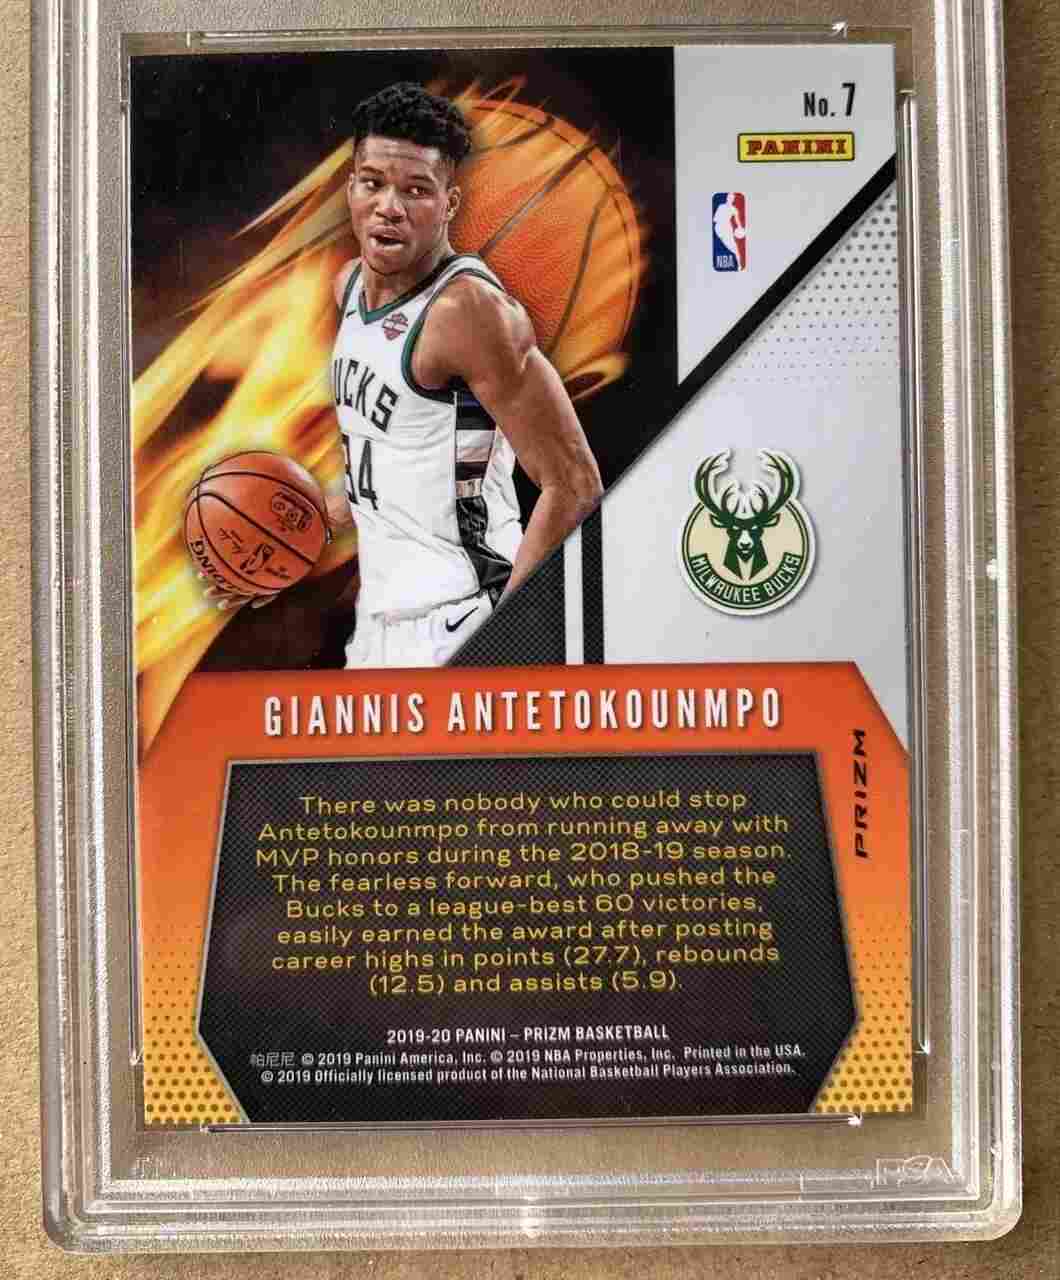 No. 7
PANINI
NBA
BUCKS
34
MILWAUKEE BUCKS
GIANNIS ANTETOKOUNMPO
PRIZM
There was nobody who could stop
Antetokounmpo from running away with
MVP honors during the 2018-19 season.
The fearless forward, who pushed the
Bucks to a league-best 60 victories,
easily earned the award after posting
career highs in points (27.7), rebounds
(12.5) and assists (5.9).
2019-20 PANINI – PRIZM BASKETBALL
帕尼尼 © 2019 Panini America, Inc. © 2019 NBA Properties, Inc. Printed in the USA.
© 2019 Officially licensed product of the National Basketball Players Association.
PSA